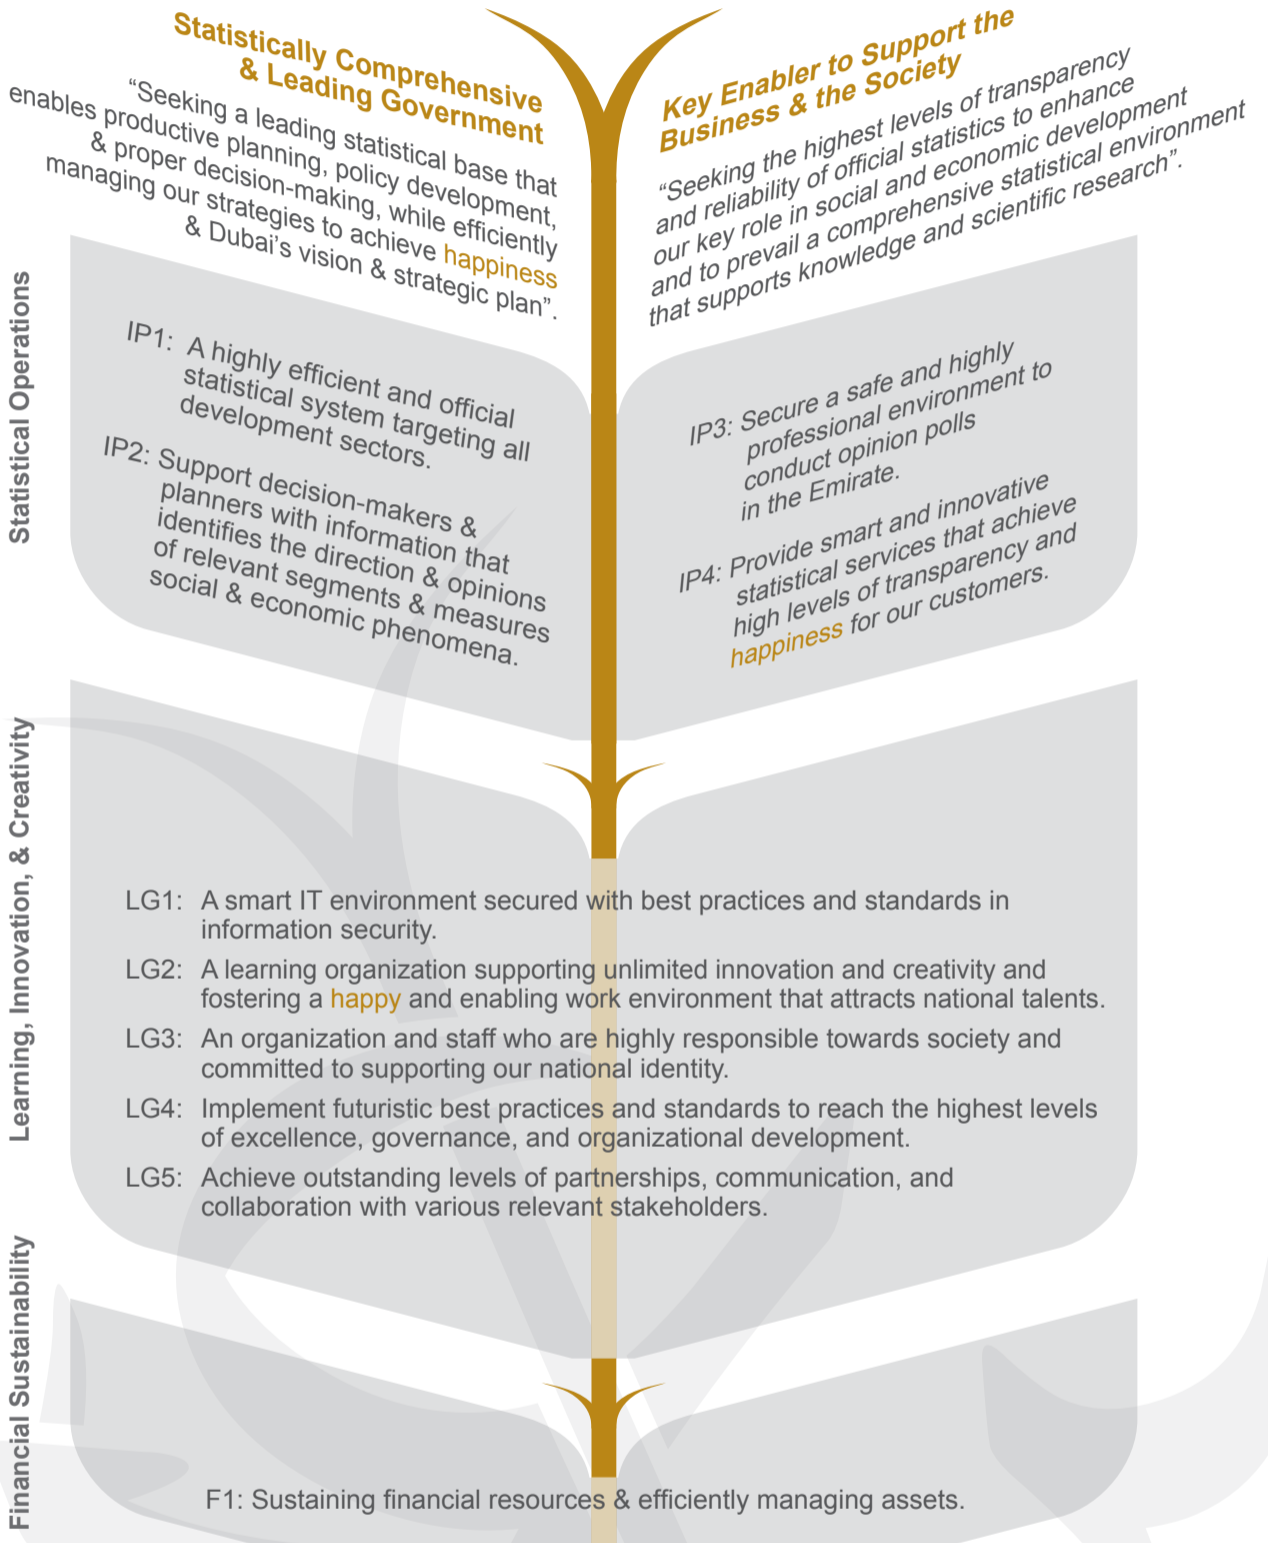 Statistically Comprehensive
& Leading Government
“Seeking a leading statistical base that
enables productive planning, policy development,
& proper decision-making, while efficiently
managing our strategies to achieve happiness
& Dubai’s vision & strategic plan”.
Key Enabler to Support the
Business & the Society
“Seeking the highest levels of transparency
and reliability of official statistics to enhance
our key role in social and economic development
and to prevail a comprehensive statistical environment
that supports knowledge and scientific research”.
Statistical Operations
IP1: A highly efficient and official
statistical system targeting all
development sectors.
IP2: Support decision-makers &
planners with information that
identifies the direction & opinions
of relevant segments & measures
social & economic phenomena.
IP3: Secure a safe and highly
professional environment to
conduct opinion polls
in the Emirate.
IP4: Provide smart and innovative
statistical services that achieve
high levels of transparency and
happiness for our customers.
Learning, Innovation, & Creativity
LG1: A smart IT environment secured with best practices and standards in
information security.
LG2: A learning organization supporting unlimited innovation and creativity and
fostering a happy and enabling work environment that attracts national talents.
LG3: An organization and staff who are highly responsible towards society and
committed to supporting our national identity.
LG4: Implement futuristic best practices and standards to reach the highest levels
of excellence, governance, and organizational development.
LG5: Achieve outstanding levels of partnerships, communication, and
collaboration with various relevant stakeholders.
Financial Sustainability
F1: Sustaining financial resources & efficiently managing assets.